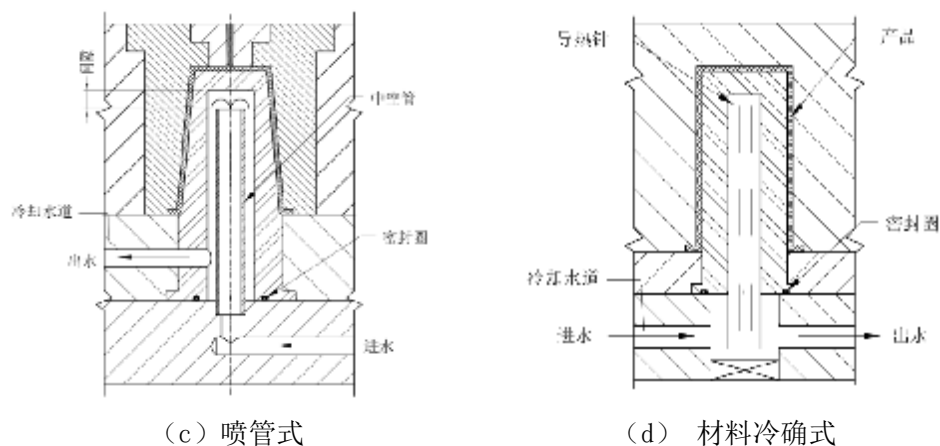 间隙
中空管
冷却水道
密封圈
出水
进水
导热针
产品
密封圈
冷却水道
进水
出水
(c)喷管式
(d) 材料冷确式